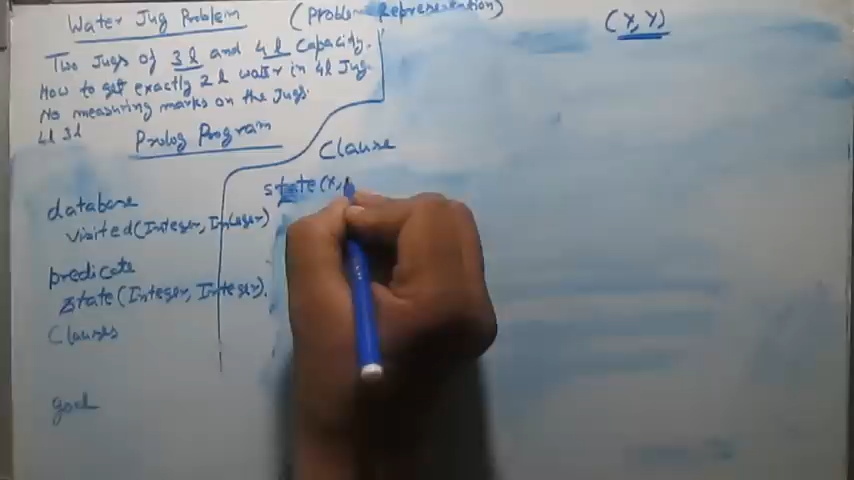 Water Jug Problem (Problem Representation)
(X, Y)
Two Jugs of 3 l and 4 l Capacity.
How to get exactly 2 l water in 4l Jug.
No measuring marks on the Jugs.
4l 3l
Prolog Program
Clause
state(X,
database
visited(Integer, Integer)
predicate
state(Integer, Integer).
Clauses
goal